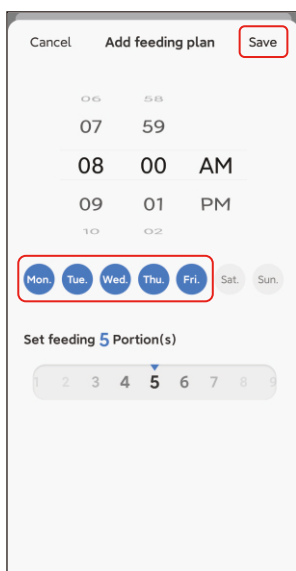 Cancel Add feeding plan Save
06 58
07 59
08 00 AM
09 01 PM
10 02
Mon. Tue. Wed. Thu. Fri. Sat. Sun.
Set feeding 5 Portion(s)
1 2 3 4 5 6 7 8 9